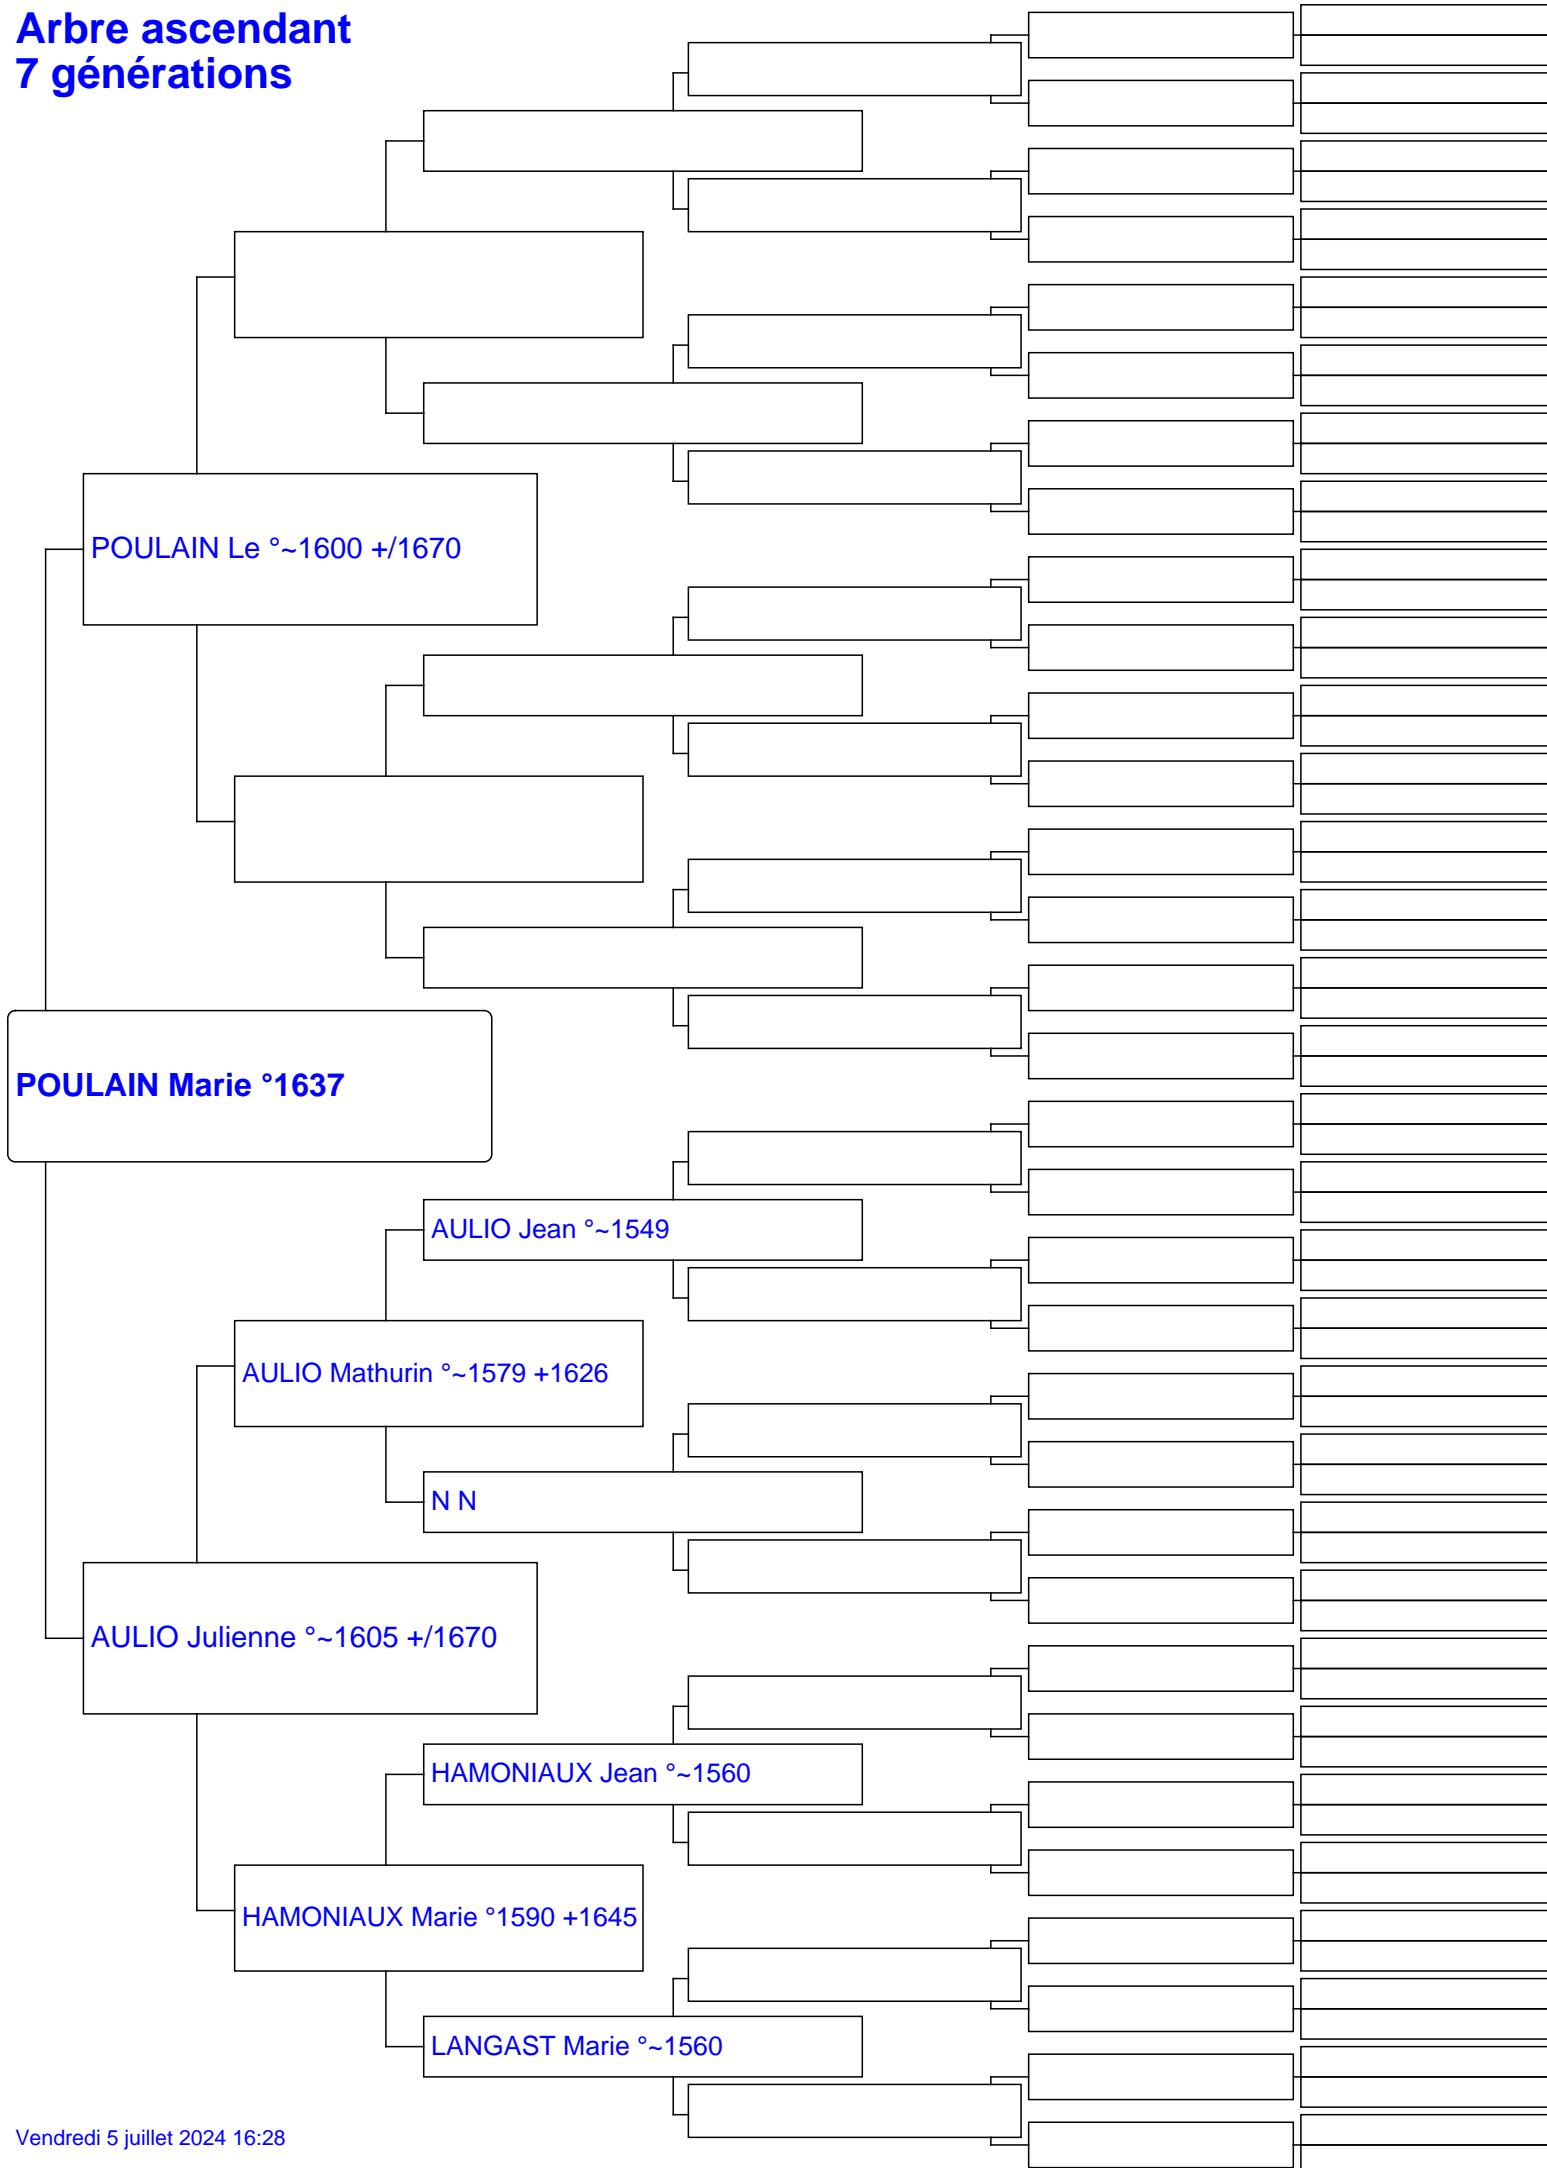 Arbre ascendant
7 générations
POULAIN Le °~1600 +/1670
POULAIN Marie °1637
AULIO Jean °~1549
AULIO Mathurin °~1579 +1626
N N
AULIO Julienne °~1605 +/1670
HAMONIAUX Jean °~1560
HAMONIAUX Marie °1590 +1645
LANGAST Marie °~1560
Vendredi 5 juillet 2024 16:28